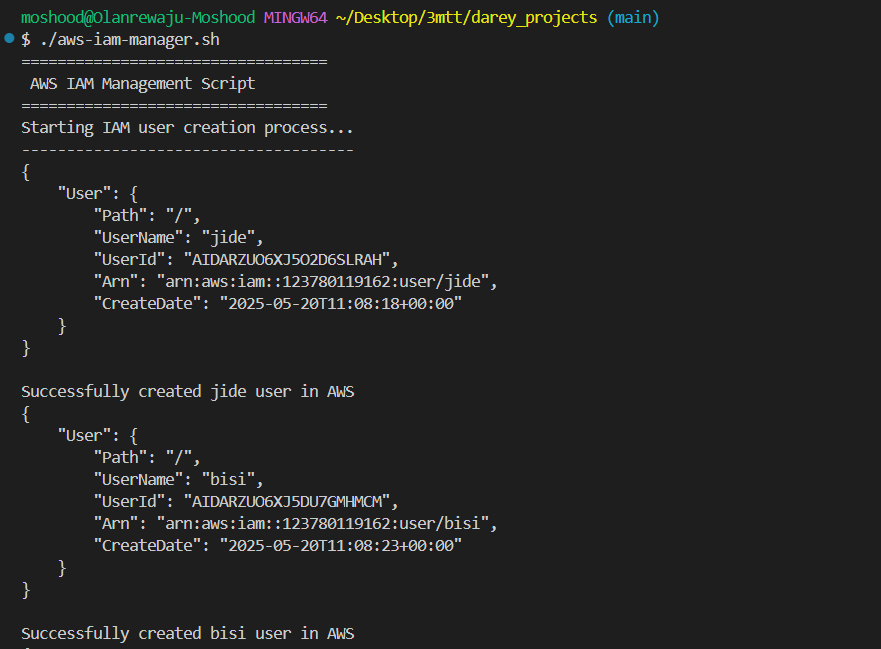 moshood@Olanrewaju-Moshood MINGW64 ~/Desktop/3mtt/darey_projects (main)
$ ./aws-iam-manager.sh
==================================
 AWS IAM Management Script
==================================
Starting IAM user creation process...
-------------------------------------
{
    "User": {
        "Path": "/",
        "UserName": "jide",
        "UserId": "AIDARZUO6XJ5O2D6SLRAH",
        "Arn": "arn:aws:iam::123780119162:user/jide",
        "CreateDate": "2025-05-20T11:08:18+00:00"
    }
}

Successfully created jide user in AWS
{
    "User": {
        "Path": "/",
        "UserName": "bisi",
        "UserId": "AIDARZUO6XJ5DU7GMHMCM",
        "Arn": "arn:aws:iam::123780119162:user/bisi",
        "CreateDate": "2025-05-20T11:08:23+00:00"
    }
}

Successfully created bisi user in AWS